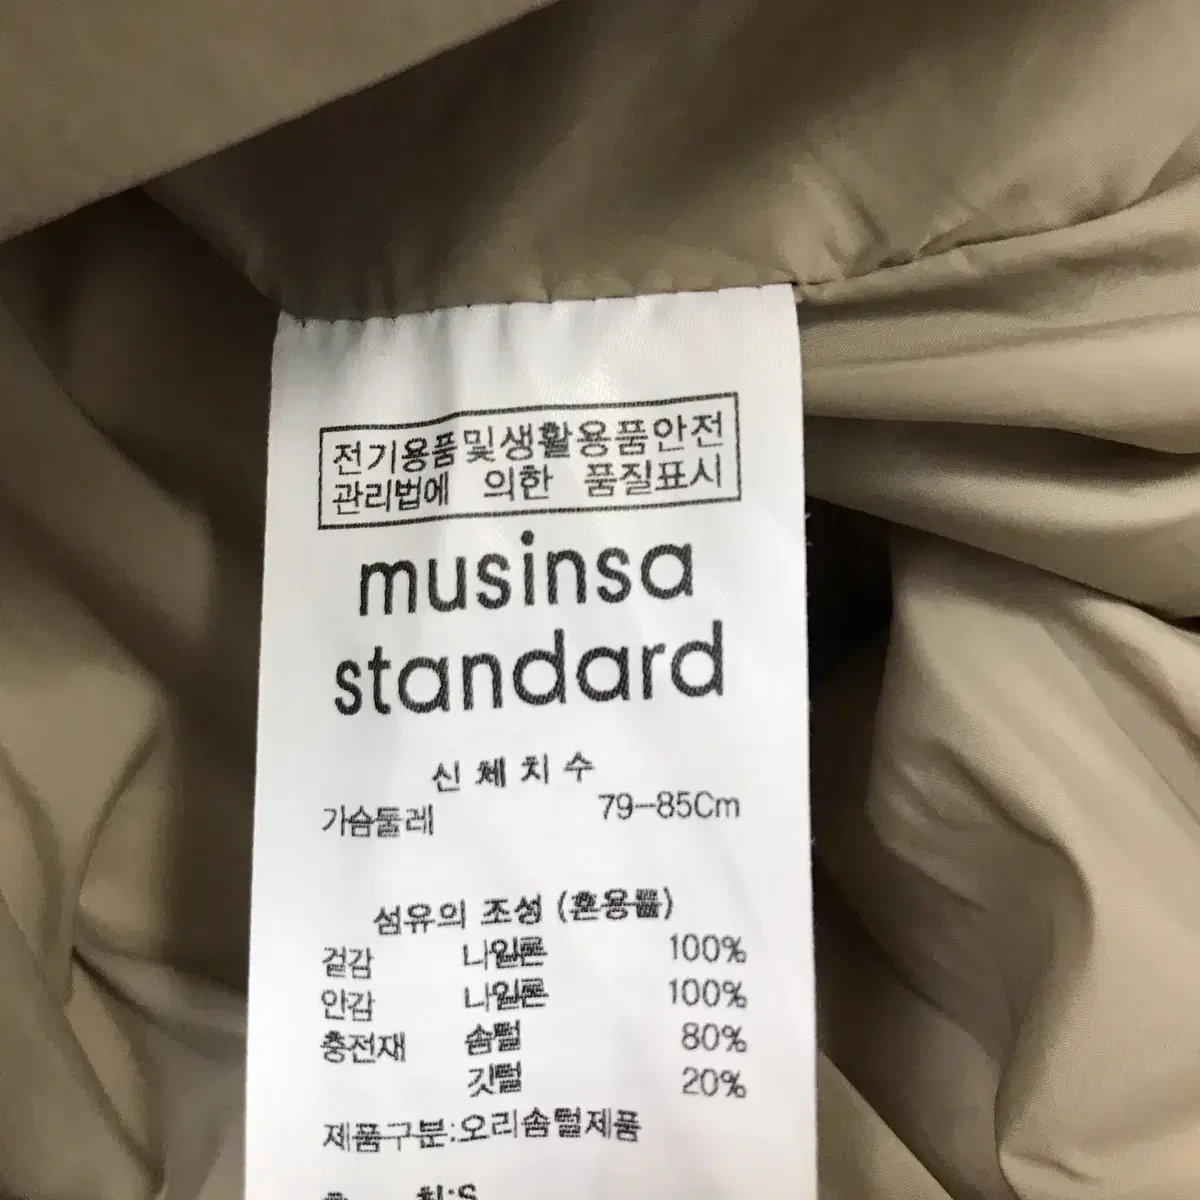 전기용품및생활용품안전
관리법에 의한 품질표시
musinsa
standard
신체치수
가슴둘레 79-85Cm
섬유의 조성 (혼용률)
겉감 나일론 100%
안감 나일론 100%
충전재 솜털 80%
깃털 20%
제품구분:오리솜털제품